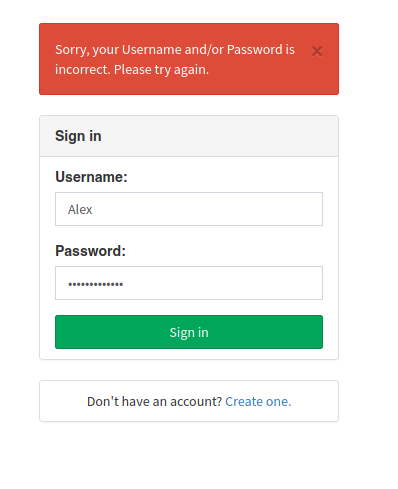 Sorry, your Username and/or Password is
incorrect. Please try again.
×
Sign in
Username:
Alex
Password:
•••••••••••••
Sign in
Don't have an account? Create one.